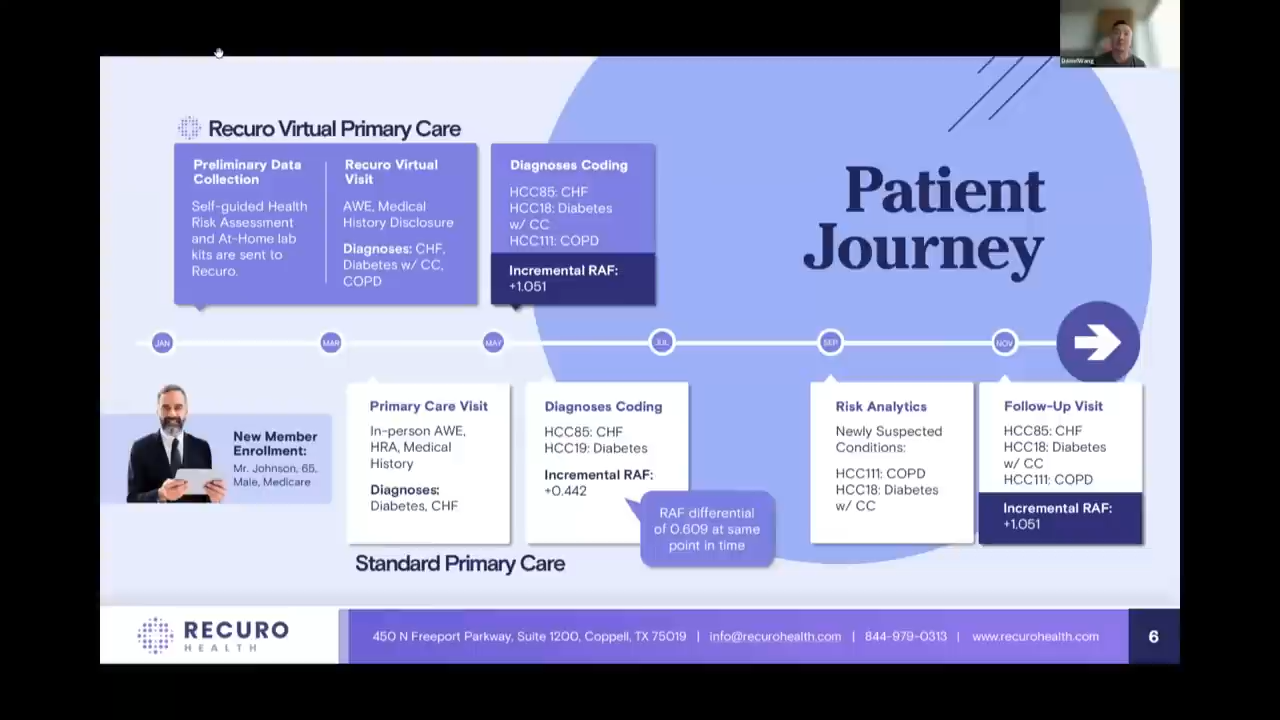 Daniel Wang
Recuro Virtual Primary Care
Preliminary Data
Collection
Self-guided Health
Risk Assessment
and At-Home lab
kits are sent to
Recuro.
Recuro Virtual
Visit
AWE, Medical
History Disclosure
Diagnoses: CHF,
Diabetes w/ CC,
COPD
Diagnoses Coding
HCC85: CHF
HCC18: Diabetes
w/ CC
HCC111: COPD
Incremental RAF:
+1.051
Patient
Journey
JAN
MAR
MAY
JUL
SEP
NOV
New Member
Enrollment:
Mr. Johnson, 65,
Male, Medicare
Primary Care Visit
In-person AWE,
HRA, Medical
History
Diagnoses:
Diabetes, CHF
Diagnoses Coding
HCC85: CHF
HCC19: Diabetes
Incremental RAF:
+0.442
RAF differential
of 0.609 at same
point in time
Risk Analytics
Newly Suspected
Conditions:
HCC111: COPD
HCC18: Diabetes
w/ CC
Follow-Up Visit
HCC85: CHF
HCC18: Diabetes
w/ CC
HCC111: COPD
Incremental RAF:
+1.051
Standard Primary Care
RECURO
HEALTH
450 N Freeport Parkway, Suite 1200, Coppell, TX 75019 | info@recurohealth.com | 844-979-0313 | www.recurohealth.com
6